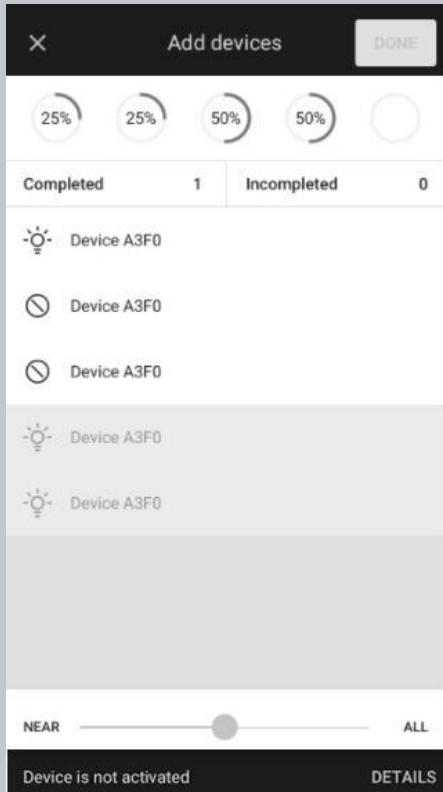 Add devices DONE
25% 25% 50% 50%
Completed 1 Incompleted 0
Device A3F0
Device A3F0
Device A3F0
Device A3F0
Device A3F0
NEAR ALL
Device is not activated DETAILS